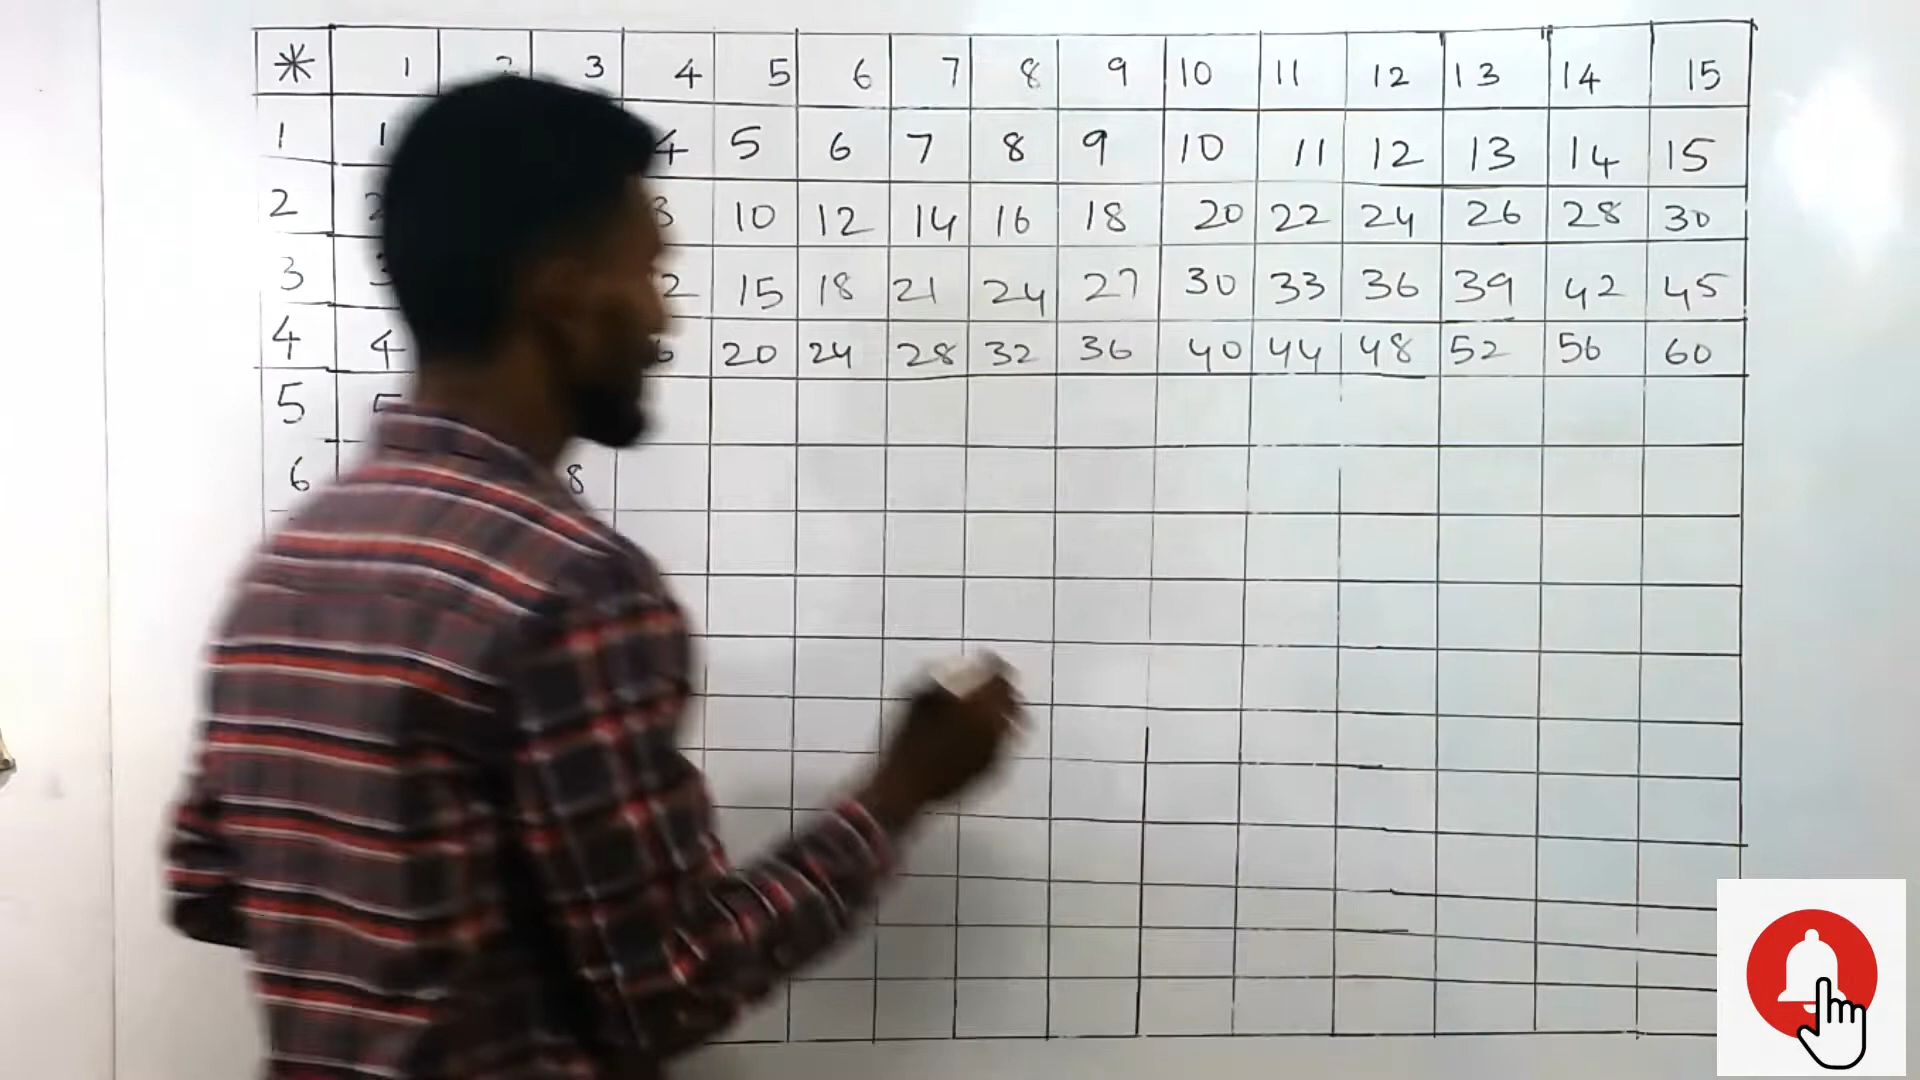 * 1 3 4 5 6 7 8 9 10 11 12 13 14 15
1 1 4 5 6 7 8 9 10 11 12 13 14 15
2 10 12 14 16 18 20 22 24 26 28 30
3 2 15 18 21 24 27 30 33 36 39 42 45
4 4 6 20 24 28 32 36 40 44 48 52 56 60
5 5
6 8